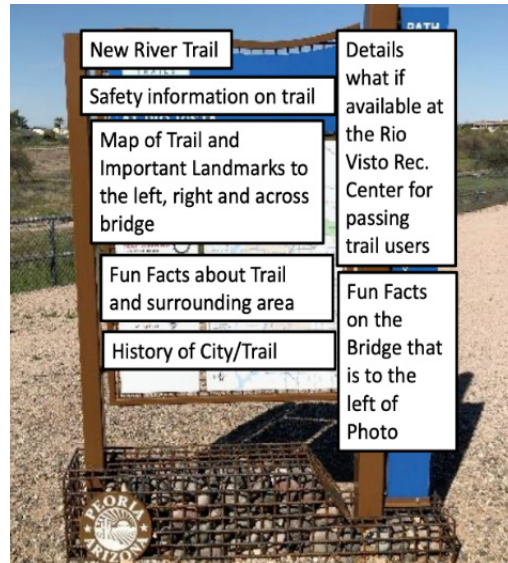 PATH
New River Trail
Safety information on trail
Map of Trail and
Important Landmarks to
the left, right and across
bridge
Fun Facts about Trail
and surrounding area
History of City/Trail
Details
what if
available at
the Rio
Visto Rec.
Center for
passing
trail users
Fun Facts
on the
Bridge that
is to the
left of
Photo
PEORIA
ARIZONA